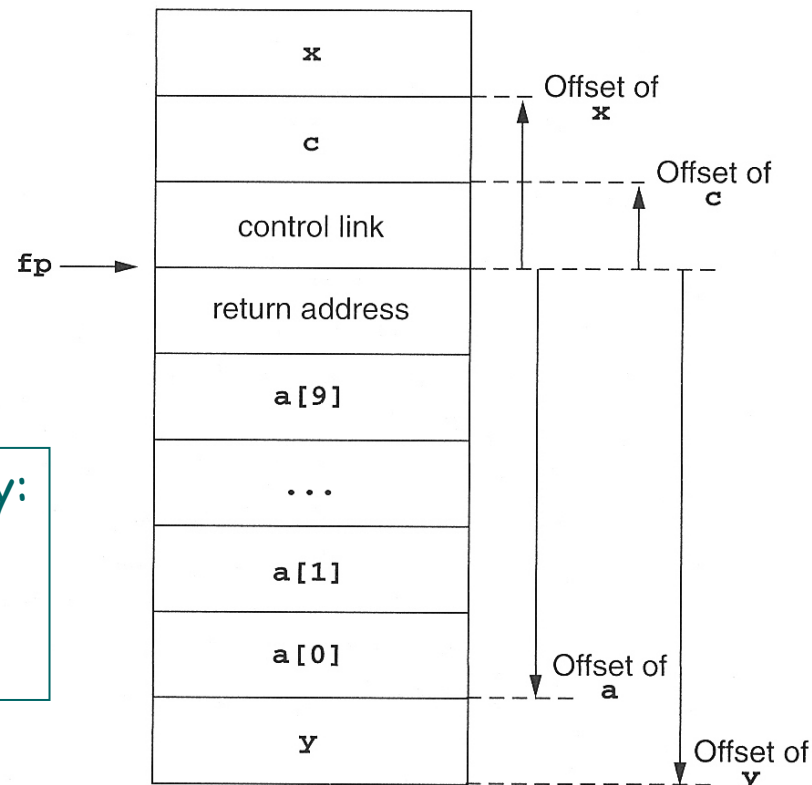 x
Offset of
x
c
Offset of
c
control link
fp
return address
a[9]
...
a[1]
a[0]
Offset of
a
y
Offset of
y
y: